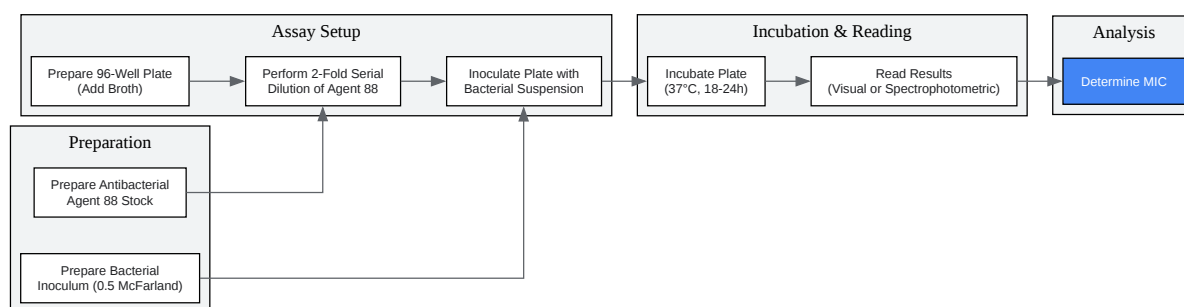 Assay Setup
Prepare 96-Well Plate
(Add Broth)
Perform 2-Fold Serial
Dilution of Agent 88
Inoculate Plate with
Bacterial Suspension
Incubation & Reading
Incubate Plate
(37°C, 18-24h)
Read Results
(Visual or Spectrophotometric)
Analysis
Determine MIC
Preparation
Prepare Antibacterial
Agent 88 Stock
Prepare Bacterial
Inoculum (0.5 McFarland)